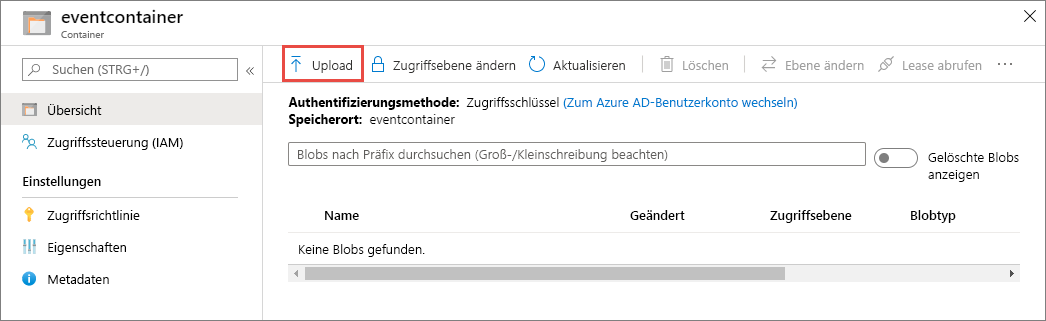 eventcontainer
Container
Suchen (STRG+/)
Übersicht
Zugriffssteuerung (IAM)
Einstellungen
Zugriffsrichtlinie
Eigenschaften
Metadaten
Upload Zugriffsebene ändern Aktualisieren Löschen Ebene ändern Lease abrufen ...
Authentifizierungsmethode: Zugriffsschlüssel (Zum Azure AD-Benutzerkonto wechseln)
Speicherort: eventcontainer
Blobs nach Präfix durchsuchen (Groß-/Kleinschreibung beachten)
Gelöschte Blobs
anzeigen
Name Geändert Zugriffsebene Blobtyp
Keine Blobs gefunden.